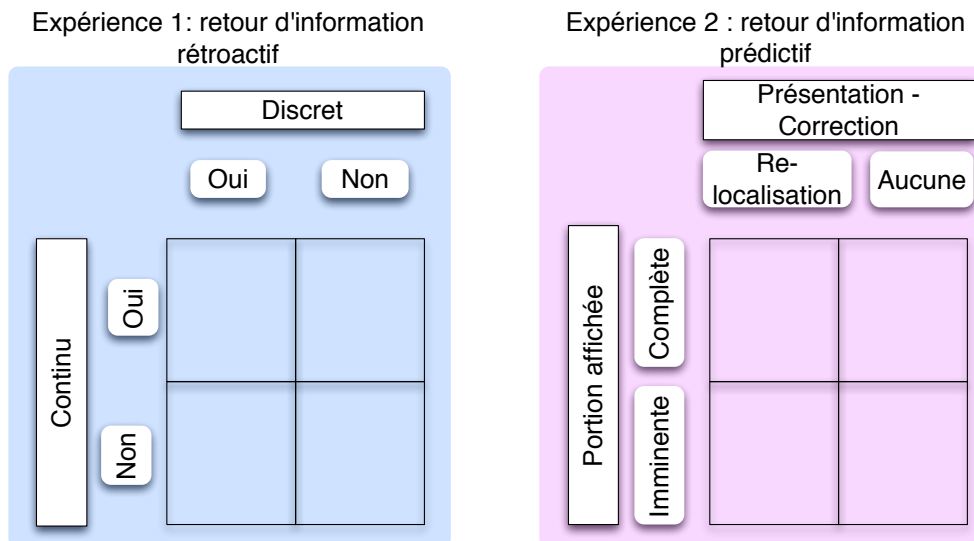 Expérience 1: retour d'information
rétroactif
Discret
Oui
Non
Continu
Oui
Non
Expérience 2 : retour d'information
prédictif
Présentation -
Correction
Re-
localisation
Aucune
Portion affichée
Complète
Imminente